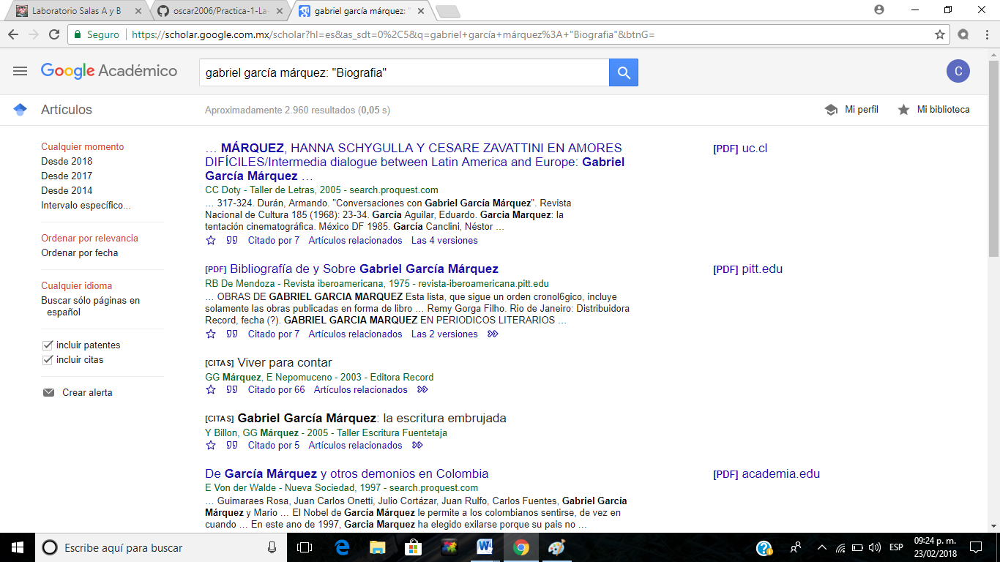 Laboratorio Salas A y B
oscar2006/Practica-1-La-
gabriel garcía márquez: "
Seguro
https://scholar.google.com.mx/scholar?hl=es&as_sdt=0%2C5&q=gabriel+garcía+márquez%3A+"Biografia"&btnG=
Google Académico
gabriel garcía márquez: "Biografia"
C
Artículos
Aproximadamente 2.960 resultados (0,05 s)
Mi perfil
Mi biblioteca
Cualquier momento
Desde 2018
Desde 2017
Desde 2014
Intervalo específico...
Ordenar por relevancia
Ordenar por fecha
Cualquier idioma
Buscar sólo páginas en
español
incluir patentes
incluir citas
Crear alerta
… MÁRQUEZ, HANNA SCHYGULLA Y CESARE ZAVATTINI EN AMORES
DIFÍCILES/Intermedia dialogue between Latin America and Europe: Gabriel
García Márquez …
CC Doty - Taller de Letras, 2005 - search.proquest.com
… 317-324. Durán, Armando. "Conversaciones con Gabriel García Márquez". Revista
Nacional de Cultura 185 (1968): 23-34. García Aguilar, Eduardo. Garcia Marquez: la
tentación cinematográfica. México DF 1985. García Canclini, Néstor …
Citado por 7 Artículos relacionados Las 4 versiones
[PDF] uc.cl
[PDF] Bibliografía de y Sobre Gabriel García Márquez
RB De Mendoza - Revista iberoamericana, 1975 - revista-iberoamericana.pitt.edu
… OBRAS DE GABRIEL GARCIA MARQUEZ Esta lista, que sigue un orden cronol6gico, incluye
solamente las obras publicadas en forma de libro … Remy Gorga Filho. Rio de Janeiro: Distribuidora
Record, fecha (?). GABRIEL GARCIA MARQUEZ EN PERIODICOS LITERARIOS …
Citado por 7 Artículos relacionados Las 2 versiones
[PDF] pitt.edu
[CITAS] Viver para contar
GG Márquez, E Nepomuceno - 2003 - Editora Record
Citado por 66 Artículos relacionados
[CITAS] Gabriel García Márquez: la escritura embrujada
Y Billon, GG Márquez - 2005 - Taller Escritura Fuentetaja
Citado por 5 Artículos relacionados
De García Márquez y otros demonios en Colombia
E Von der Walde - Nueva Sociedad, 1997 - search.proquest.com
… Guimaraes Rosa, Juan Carlos Onetti, Julio Cortázar, Juan Rulfo, Carlos Fuentes, Gabriel García
Márquez y Mario … El Nobel de García Márquez le permite a los colombianos sentirse, de vez en
cuando … En este ano de 1997, Garcia Marquez ha elegido exilarse porque su pais no …
[PDF] academia.edu
Escribe aquí para buscar
ESP
09:24 p. m.
23/02/2018